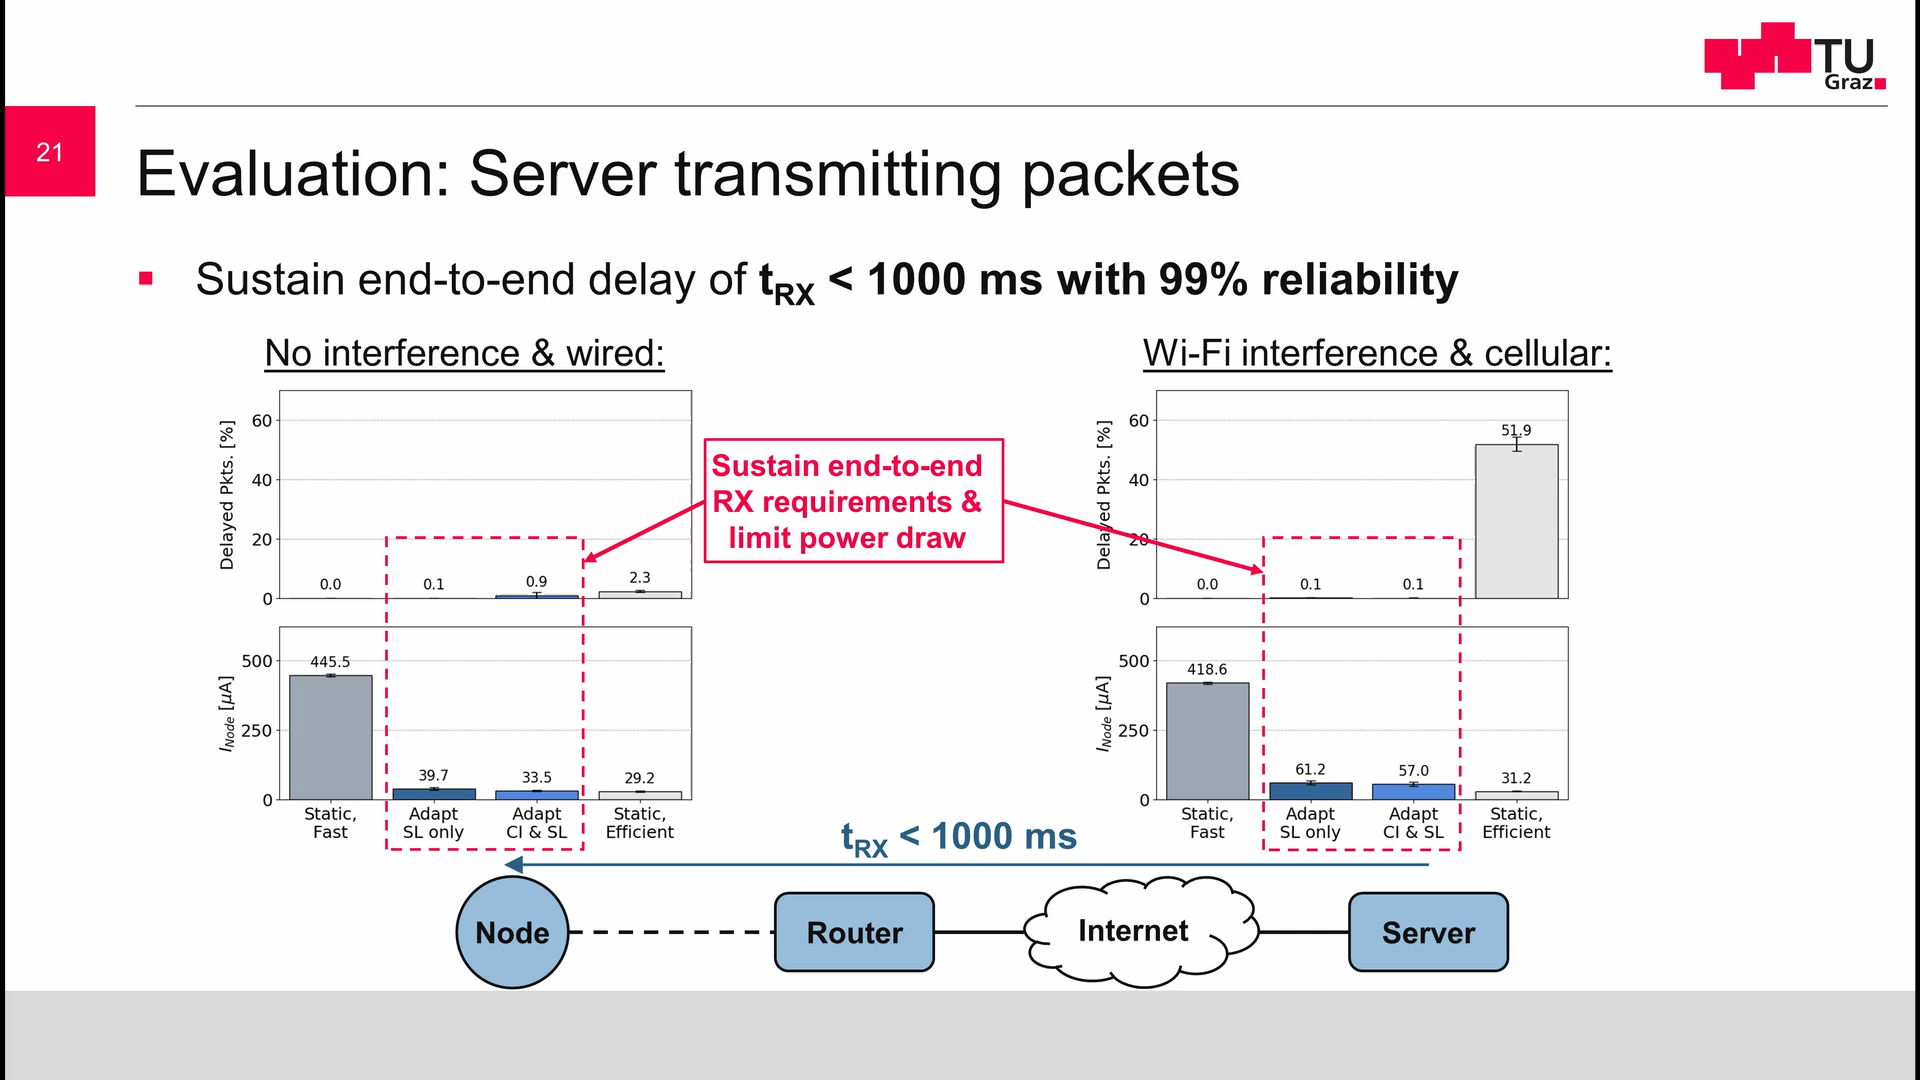 TU
Graz
21
Evaluation: Server transmitting packets
Sustain end-to-end delay of tRX < 1000 ms with 99% reliability
No interference & wired:
Delayed Pkts. [%]
60
40
20
0
0.0
0.1
0.9
2.3
INode [µA]
500
250
0
445.5
39.7
33.5
29.2
Static,
Fast
Adapt
SL only
Adapt
CI & SL
Static,
Efficient
Sustain end-to-end
RX requirements &
limit power draw
Wi-Fi interference & cellular:
Delayed Pkts. [%]
60
40
20
0
0.0
0.1
0.1
51.9
INode [µA]
500
250
0
418.6
61.2
57.0
31.2
Static,
Fast
Adapt
SL only
Adapt
CI & SL
Static,
Efficient
tRX < 1000 ms
Node
Router
Internet
Server